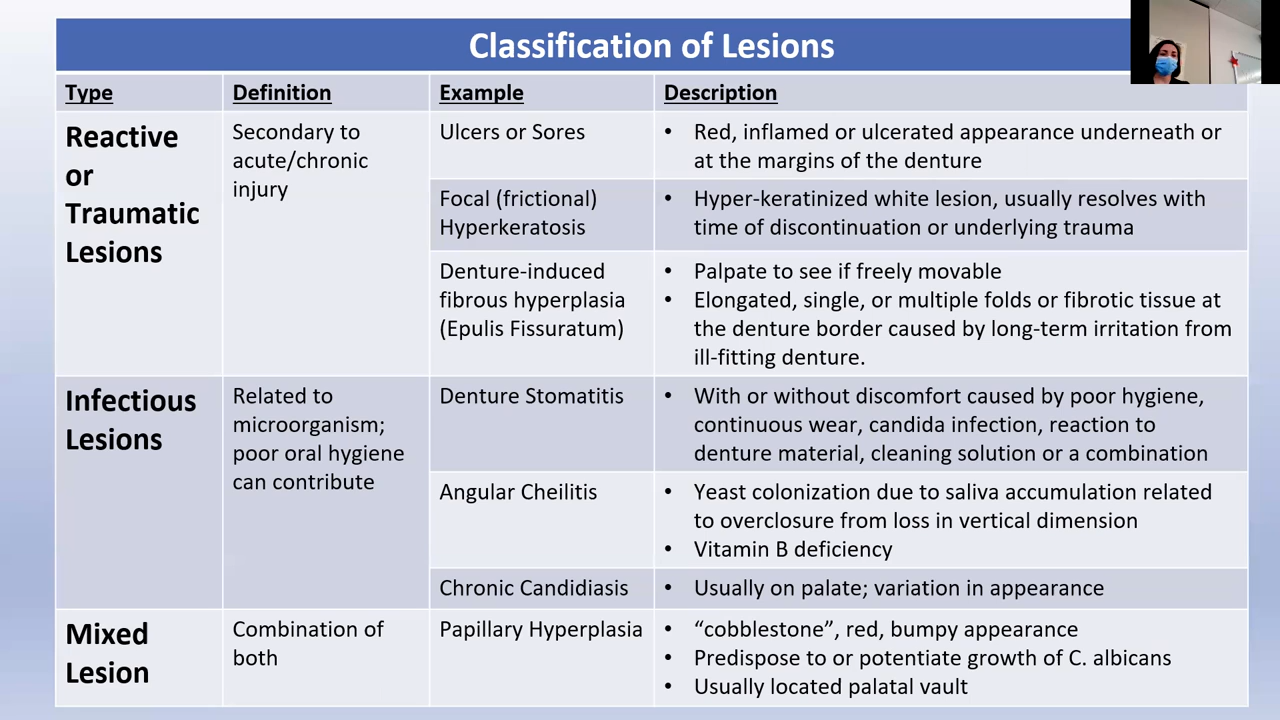 Classification of Lesions
Type
Definition
Example
Description
Reactive
or
Traumatic
Lesions
Secondary to
acute/chronic
injury
Ulcers or Sores
• Red, inflamed or ulcerated appearance underneath or
at the margins of the denture
Focal (frictional)
Hyperkeratosis
• Hyper-keratinized white lesion, usually resolves with
time of discontinuation or underlying trauma
Denture-induced
fibrous hyperplasia
(Epulis Fissuratum)
• Palpate to see if freely movable
• Elongated, single, or multiple folds or fibrotic tissue at
the denture border caused by long-term irritation from
ill-fitting denture.
Infectious
Lesions
Related to
microorganism;
poor oral hygiene
can contribute
Denture Stomatitis
• With or without discomfort caused by poor hygiene,
continuous wear, candida infection, reaction to
denture material, cleaning solution or a combination
Angular Cheilitis
• Yeast colonization due to saliva accumulation related
to overclosure from loss in vertical dimension
• Vitamin B deficiency
Chronic Candidiasis
• Usually on palate; variation in appearance
Mixed
Lesion
Combination of
both
Papillary Hyperplasia
• “cobblestone”, red, bumpy appearance
• Predispose to or potentiate growth of C. albicans
• Usually located palatal vault